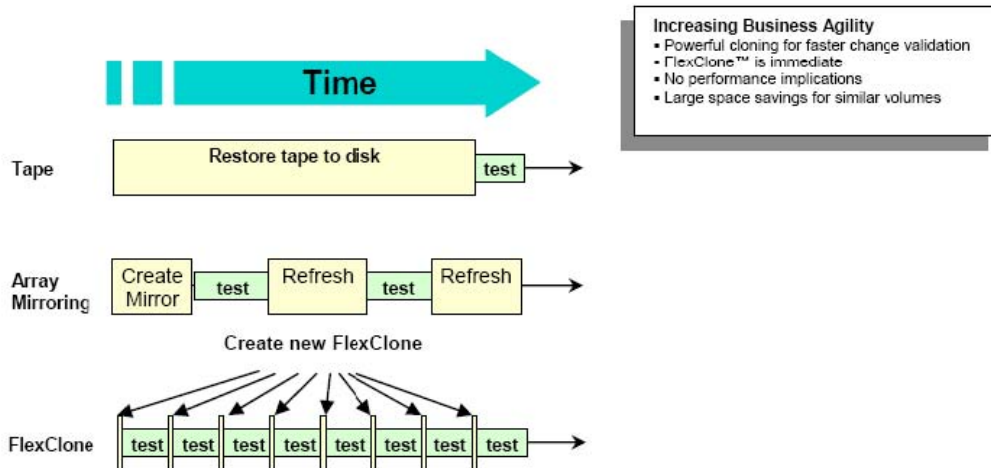 Increasing Business Agility
▪ Powerful cloning for faster change validation
▪ FlexClone™ is immediate
▪ No performance implications
▪ Large space savings for similar volumes
Time
Tape
Restore tape to disk
test
Array
Mirroring
Create
Mirror
test
Refresh
test
Refresh
Create new FlexClone
FlexClone
test
test
test
test
test
test
test
test